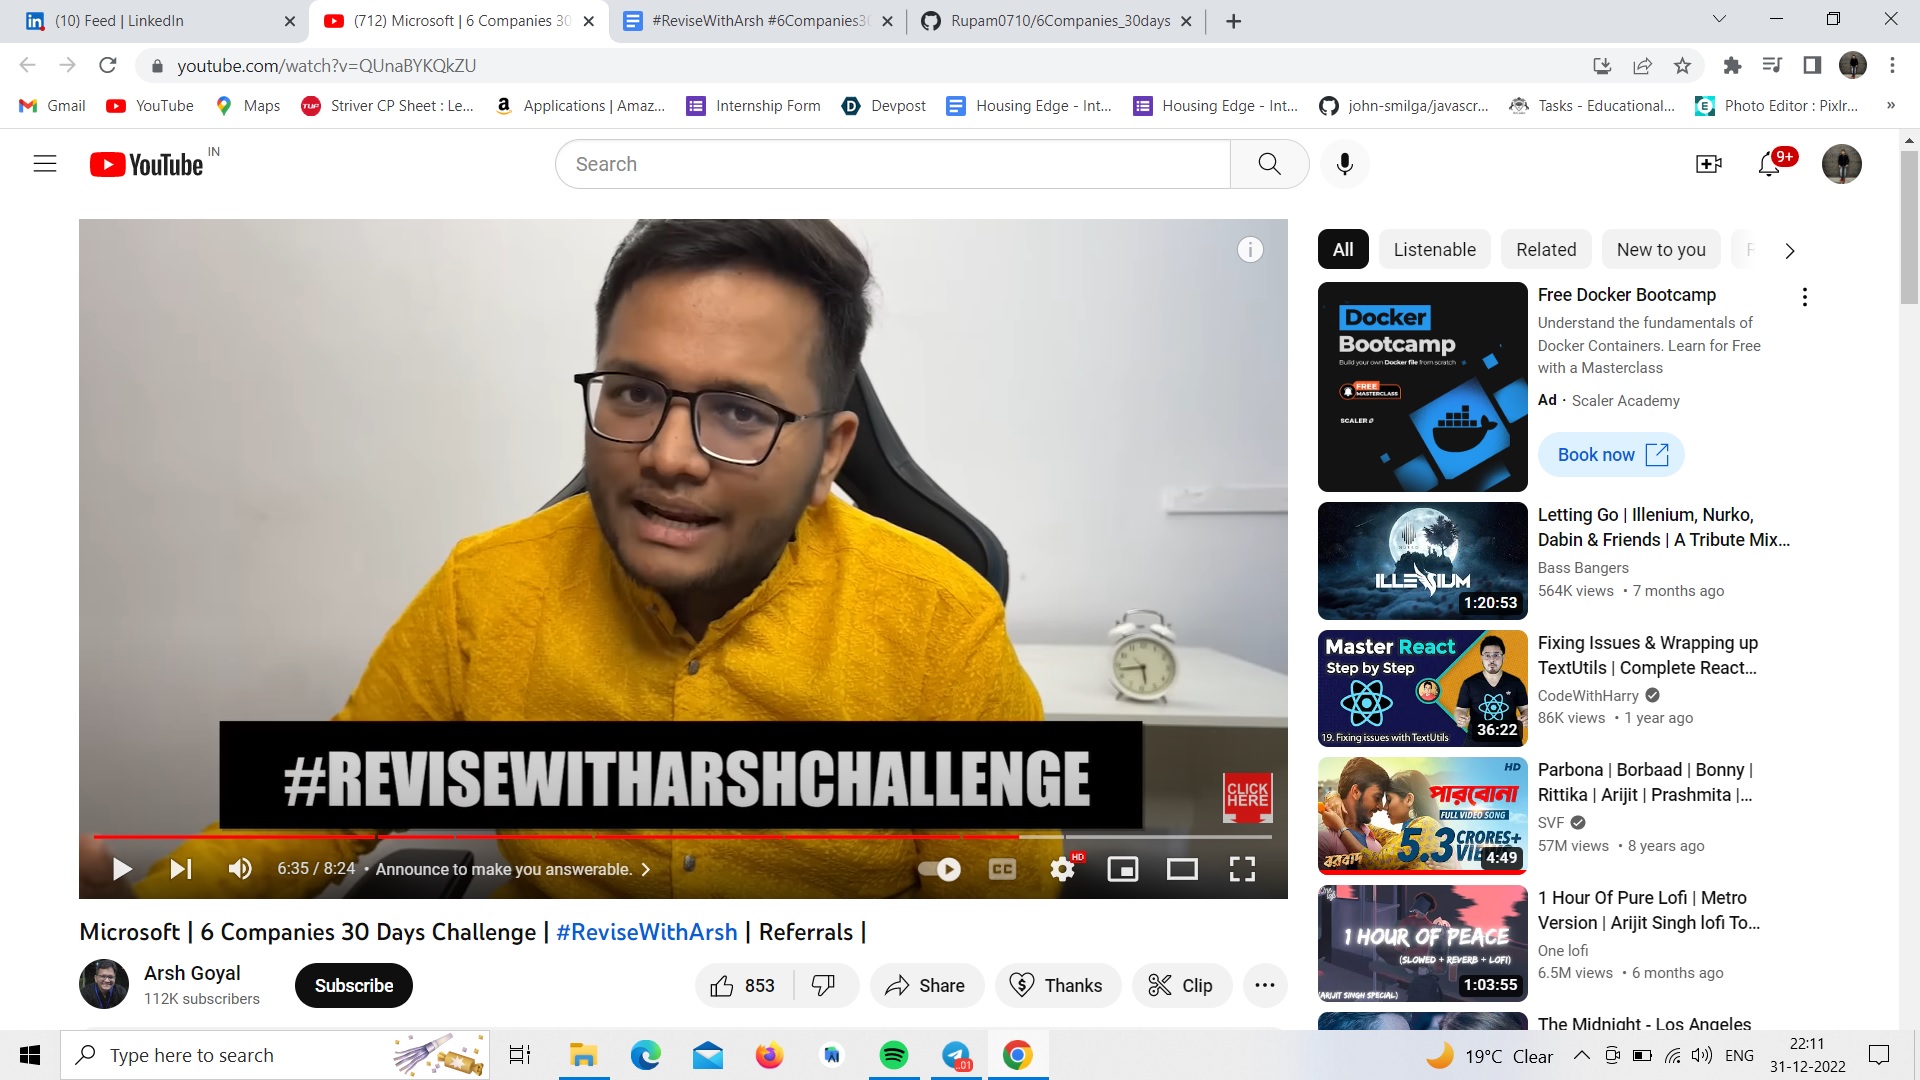 (10) Feed | LinkedIn
(712) Microsoft | 6 Companies 30
#ReviseWithArsh #6Companies30
Rupam0710/6Companies_30days
youtube.com/watch?v=QUnaBYKQkZU
Gmail
YouTube
Maps
Striver CP Sheet : Le...
Applications | Amaz...
Internship Form
Devpost
Housing Edge - Int...
Housing Edge - Int...
john-smilga/javascr...
Tasks - Educational...
Photo Editor : Pixlr...
»
YouTube IN
Search
9+
#REVISEWITHARSHCHALLENGE
CLICK
HERE
6:35 / 8:24 • Announce to make you answerable.
CC
HD
Microsoft | 6 Companies 30 Days Challenge | #ReviseWithArsh | Referrals |
Arsh Goyal
112K subscribers
Subscribe
853
Share
Thanks
Clip
All
Listenable
Related
New to you
Docker
Bootcamp
Build your own Docker file from scratch
FREE
MASTERCLASS
SCALER
Free Docker Bootcamp
Understand the fundamentals of
Docker Containers. Learn for Free
with a Masterclass
Ad · Scaler Academy
Book now
ILLENIUM
1:20:53
Letting Go | Illenium, Nurko,
Dabin & Friends | A Tribute Mix...
Bass Bangers
564K views • 7 months ago
Master React
Step by Step
19. Fixing issues with TextUtils
36:22
Fixing Issues & Wrapping up
TextUtils | Complete React...
CodeWithHarry
86K views • 1 year ago
HD
পারবোনা
FULL VIDEO SONG
5.3 CRORES+
বরবাদ
4:49
Parbona | Borbaad | Bonny |
Rittika | Arijit | Prashmita |...
SVF
57M views • 8 years ago
One lofi
1 HOUR OF PEACE
(SLOWED + REVERB + LOFI)
(ARIJIT SINGH SPECIAL)
1:03:55
1 Hour Of Pure Lofi | Metro
Version | Arijit Singh lofi To...
One lofi
6.5M views • 6 months ago
The Midnight - Los Angeles
Type here to search
19°C Clear
ENG
22:11
31-12-2022